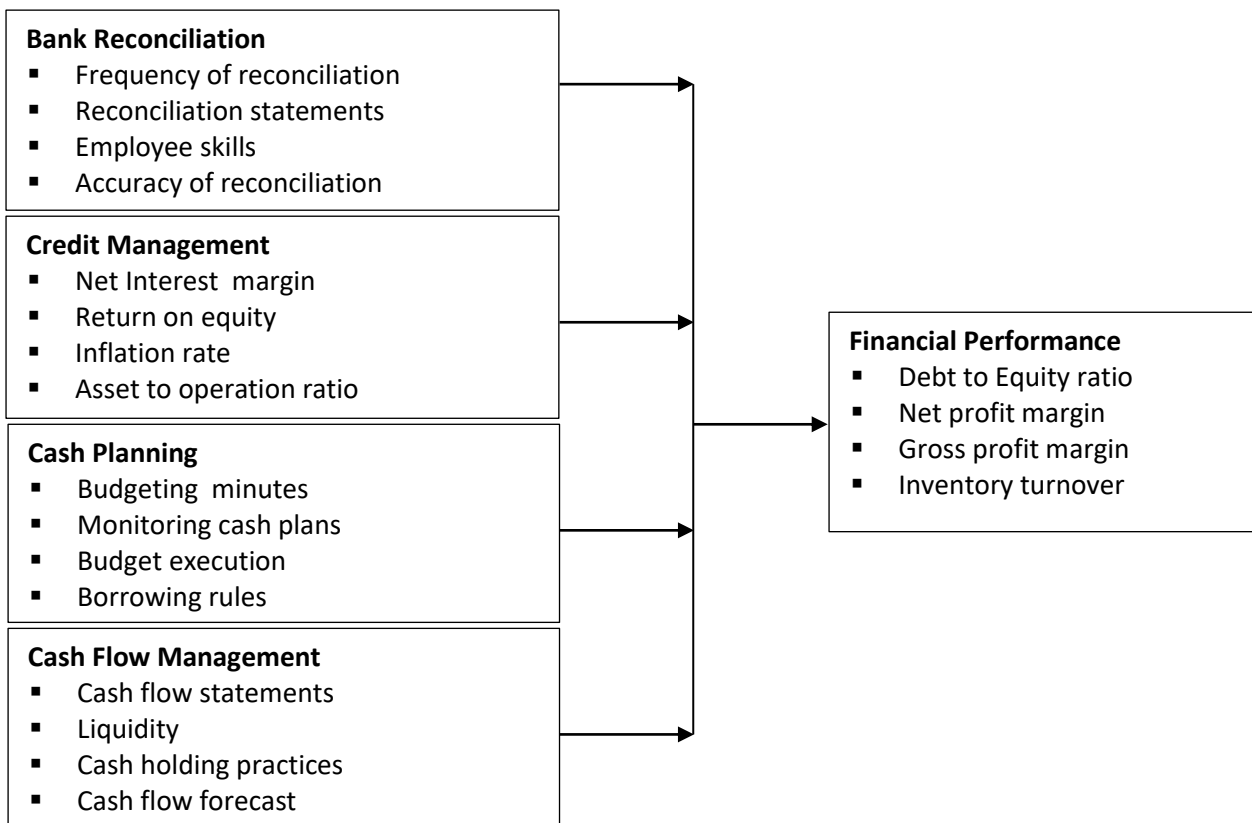 Bank Reconciliation
▪ Frequency of reconciliation
▪ Reconciliation statements
▪ Employee skills
▪ Accuracy of reconciliation
Credit Management
▪ Net Interest margin
▪ Return on equity
▪ Inflation rate
▪ Asset to operation ratio
Cash Planning
▪ Budgeting minutes
▪ Monitoring cash plans
▪ Budget execution
▪ Borrowing rules
Cash Flow Management
▪ Cash flow statements
▪ Liquidity
▪ Cash holding practices
▪ Cash flow forecast
Financial Performance
▪ Debt to Equity ratio
▪ Net profit margin
▪ Gross profit margin
▪ Inventory turnover